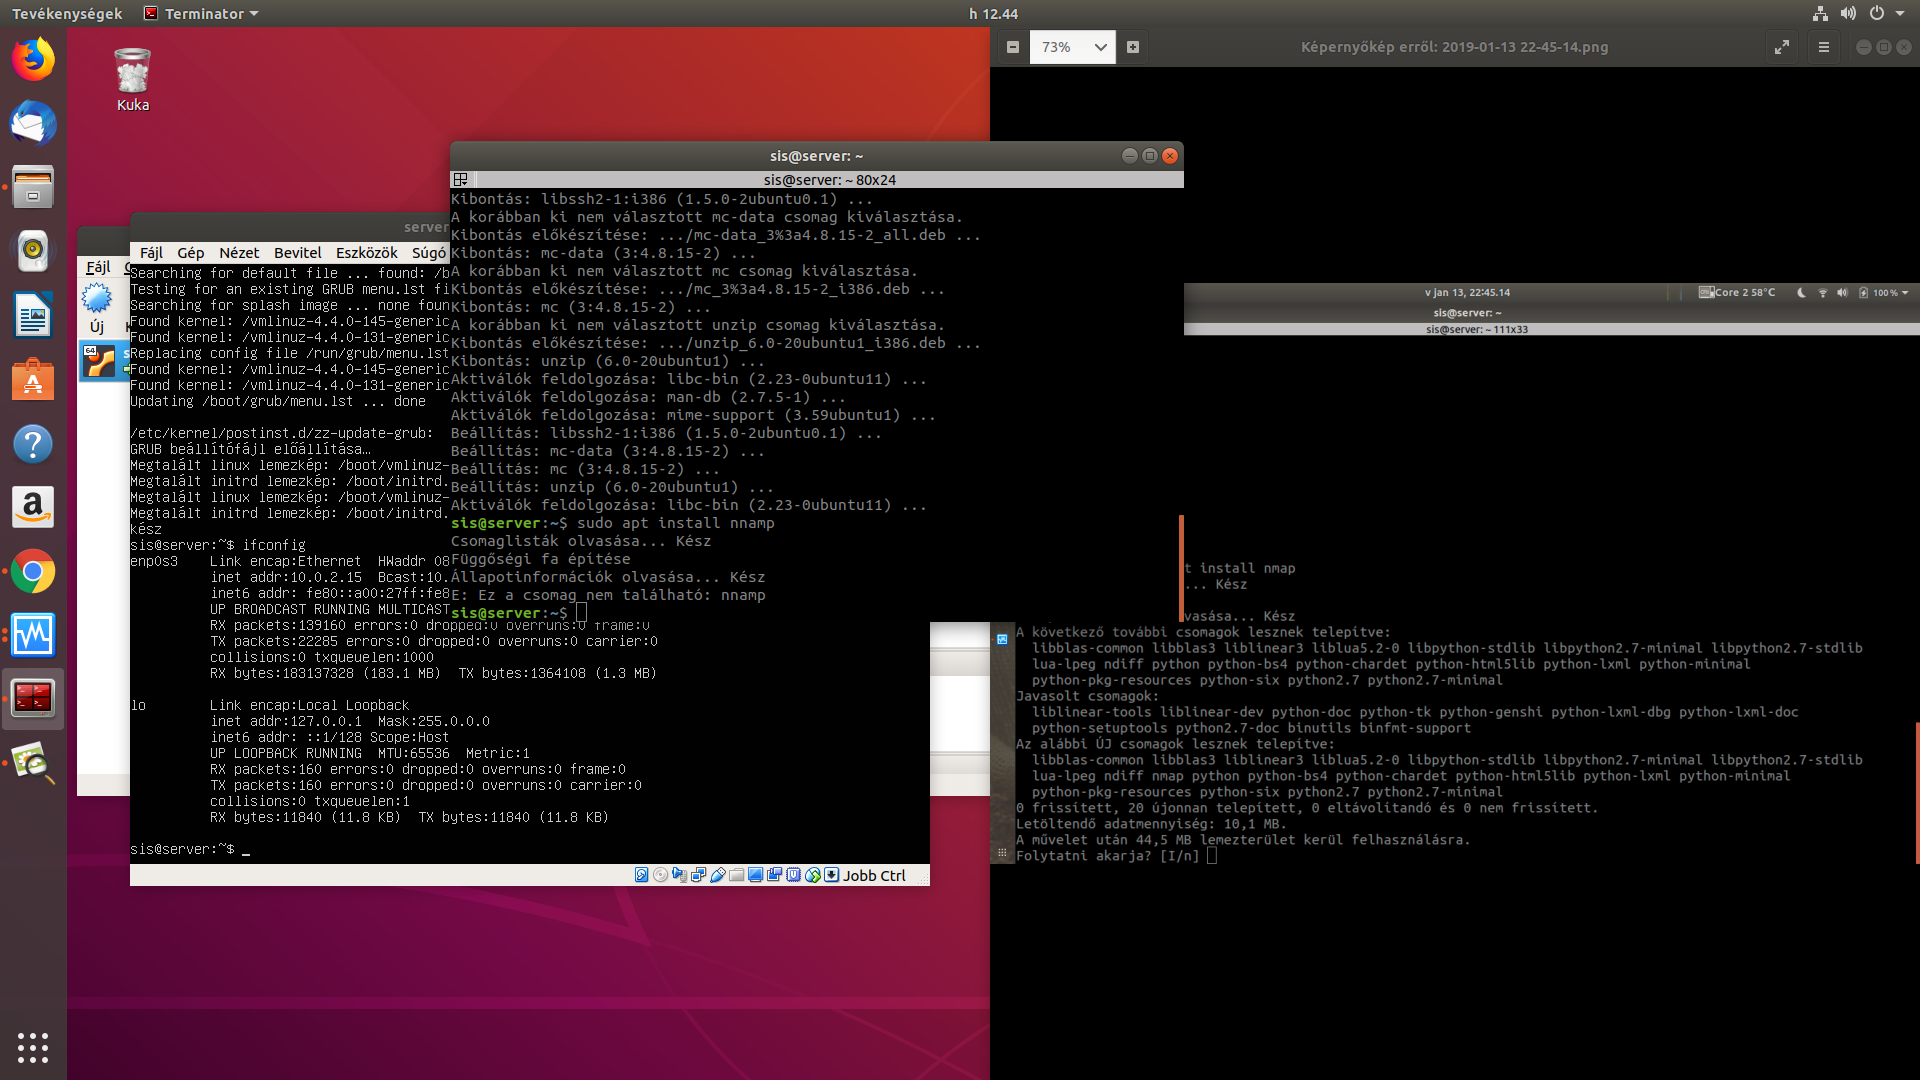 Tevékenységek
Terminator
h 12.44
Kuka
73%
Képernyőkép erről: 2019-01-13 22-45-14.png
Fájl
Új
server
Fájl Gép Nézet Bevitel Eszközök Súgó
Searching for default file ... found: /b
Testing for an existing GRUB menu.lst fi
Searching for splash image ... none foun
Found kernel: /vmlinuz-4.4.0-145-generic
Found kernel: /vmlinuz-4.4.0-131-generic
Replacing config file /run/grub/menu.lst
Found kernel: /vmlinuz-4.4.0-145-generic
Found kernel: /vmlinuz-4.4.0-131-generic
Updating /boot/grub/menu.lst ... done
/etc/kernel/postinst.d/zz-update-grub:
GRUB beállítófájl előállítása…
Megtalált linux lemezkép: /boot/vmlinuz-
Megtalált initrd lemezkép: /boot/initrd.
Megtalált linux lemezkép: /boot/vmlinuz-
Megtalált initrd lemezkép: /boot/initrd.
kész
sis@server:~$ ifconfig
enp0s3 Link encap:Ethernet HWaddr 08
inet addr:10.0.2.15 Bcast:10.
inet6 addr: fe80::a00:27ff:fe8
UP BROADCAST RUNNING MULTICAST
RX packets:139160 errors:0 dropped:0 overruns:0 frame:0
TX packets:22285 errors:0 dropped:0 overruns:0 carrier:0
collisions:0 txqueuelen:1000
RX bytes:183137328 (183.1 MB) TX bytes:1364108 (1.3 MB)
lo Link encap:Local Loopback
inet addr:127.0.0.1 Mask:255.0.0.0
inet6 addr: ::1/128 Scope:Host
UP LOOPBACK RUNNING MTU:65536 Metric:1
RX packets:160 errors:0 dropped:0 overruns:0 frame:0
TX packets:160 errors:0 dropped:0 overruns:0 carrier:0
collisions:0 txqueuelen:1
RX bytes:11840 (11.8 KB) TX bytes:11840 (11.8 KB)
sis@server:~$ _
Jobb Ctrl
sis@server: ~
sis@server: ~ 80x24
Kibontás: libssh2-1:i386 (1.5.0-2ubuntu0.1) ...
A korábban ki nem választott mc-data csomag kiválasztása.
Kibontás előkészítése: .../mc-data_3%3a4.8.15-2_all.deb ...
Kibontás: mc-data (3:4.8.15-2) ...
A korábban ki nem választott mc csomag kiválasztása.
Kibontás előkészítése: .../mc_3%3a4.8.15-2_i386.deb ...
Kibontás: mc (3:4.8.15-2) ...
A korábban ki nem választott unzip csomag kiválasztása.
Kibontás előkészítése: .../unzip_6.0-20ubuntu1_i386.deb ...
Kibontás: unzip (6.0-20ubuntu1) ...
Aktiválók feldolgozása: libc-bin (2.23-0ubuntu11) ...
Aktiválók feldolgozása: man-db (2.7.5-1) ...
Aktiválók feldolgozása: mime-support (3.59ubuntu1) ...
Beállítás: libssh2-1:i386 (1.5.0-2ubuntu0.1) ...
Beállítás: mc-data (3:4.8.15-2) ...
Beállítás: mc (3:4.8.15-2) ...
Beállítás: unzip (6.0-20ubuntu1) ...
Aktiválók feldolgozása: libc-bin (2.23-0ubuntu11) ...
sis@server:~$ sudo apt install nnamp
Csomaglisták olvasása... Kész
Függőségi fa építése
Állapotinformációk olvasása... Kész
E: Ez a csomag nem található: nnamp
sis@server:~$
v jan 13, 22:45.14
Core 2 58°C
100 %
sis@server: ~
sis@server: ~ 111x33
t install nmap
... Kész
vasása... Kész
A következő további csomagok lesznek telepítve:
libblas-common libblas3 liblinear3 liblua5.2-0 libpython-stdlib libpython2.7-minimal libpython2.7-stdlib
lua-lpeg ndiff python python-bs4 python-chardet python-html5lib python-lxml python-minimal
python-pkg-resources python-six python2.7 python2.7-minimal
Javasolt csomagok:
liblinear-tools liblinear-dev python-doc python-tk python-genshi python-lxml-dbg python-lxml-doc
python-setuptools python2.7-doc binutils binfmt-support
Az alábbi ÚJ csomagok lesznek telepítve:
libblas-common libblas3 liblinear3 liblua5.2-0 libpython-stdlib libpython2.7-minimal libpython2.7-stdlib
lua-lpeg ndiff nmap python python-bs4 python-chardet python-html5lib python-lxml python-minimal
python-pkg-resources python-six python2.7 python2.7-minimal
0 frissített, 20 újonnan telepített, 0 eltávolítandó és 0 nem frissített.
Letöltendő adatmennyiség: 10,1 MB.
A művelet után 44,5 MB lemezterület kerül felhasználásra.
Folytatni akarja? [I/n]